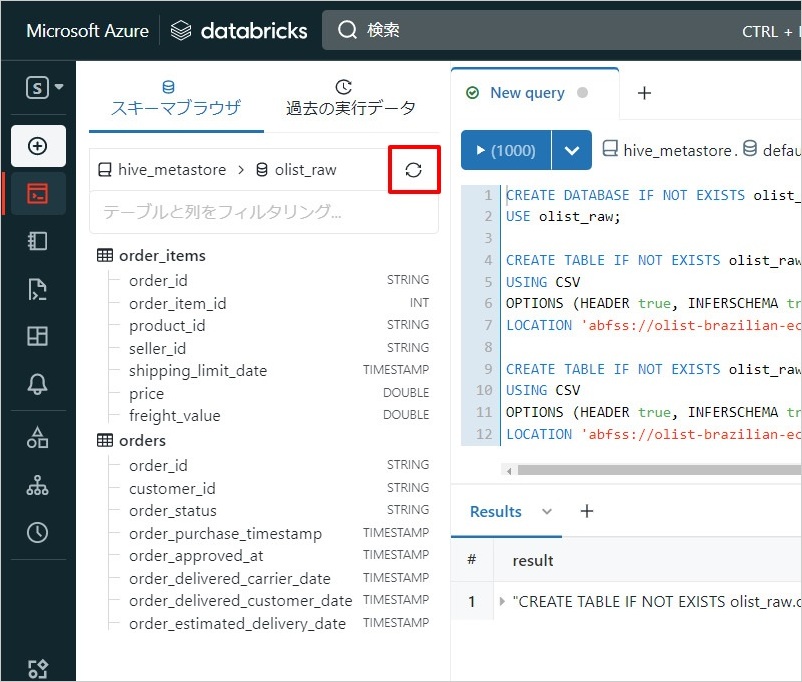 Microsoft Azure databricks 検索 CTRL +
S
スキーマブラウザ 過去の実行データ
New query
hive_metastore > olist_raw
(1000) hive_metastore.
テーブルと列をフィルタリング...
order_items
order_id STRING
order_item_id INT
product_id STRING
seller_id STRING
shipping_limit_date TIMESTAMP
price DOUBLE
freight_value DOUBLE
orders
order_id STRING
customer_id STRING
order_status STRING
order_purchase_timestamp TIMESTAMP
order_approved_at TIMESTAMP
order_delivered_carrier_date TIMESTAMP
order_delivered_customer_date TIMESTAMP
order_estimated_delivery_date TIMESTAMP
1 CREATE DATABASE IF NOT EXISTS olist_
2 USE olist_raw;
3
4 CREATE TABLE IF NOT EXISTS olist_raw
5 USING CSV
6 OPTIONS (HEADER true, INFERSCHEMA tr
7 LOCATION 'abfss://olist-brazilian-ec
8
9 CREATE TABLE IF NOT EXISTS olist_raw
10 USING CSV
11 OPTIONS (HEADER true, INFERSCHEMA tr
12 LOCATION 'abfss://olist-brazilian-ec
Results
# result
1 "CREATE TABLE IF NOT EXISTS olist_raw.